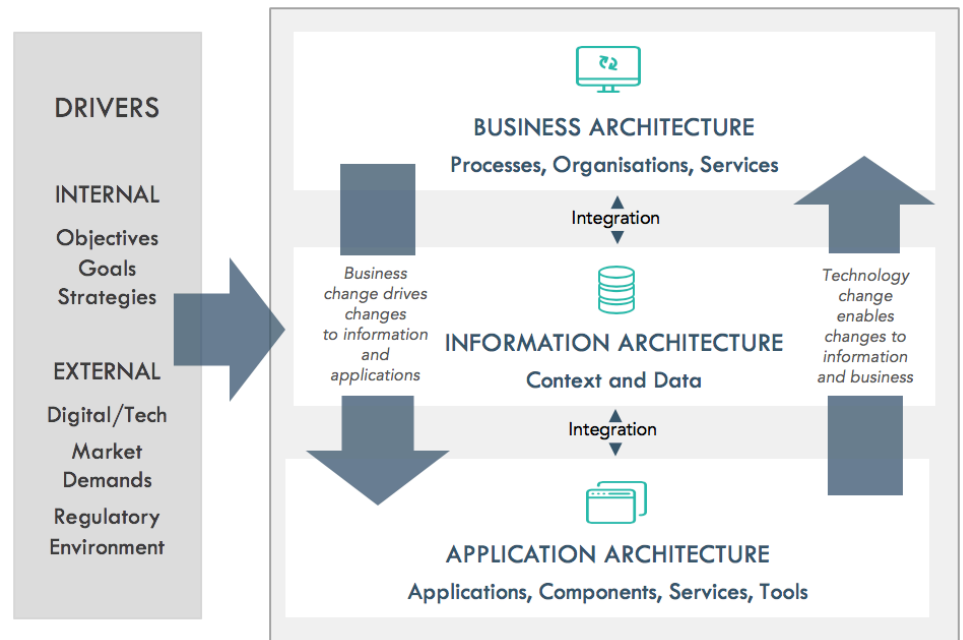 DRIVERS
INTERNAL
Objectives
Goals
Strategies
EXTERNAL
Digital/Tech
Market
Demands
Regulatory
Environment
BUSINESS ARCHITECTURE
Processes, Organisations, Services
Integration
Business
change drives
changes
to information
and
applications
INFORMATION ARCHITECTURE
Context and Data
Technology
change
enables
changes to
information
and business
Integration
APPLICATION ARCHITECTURE
Applications, Components, Services, Tools